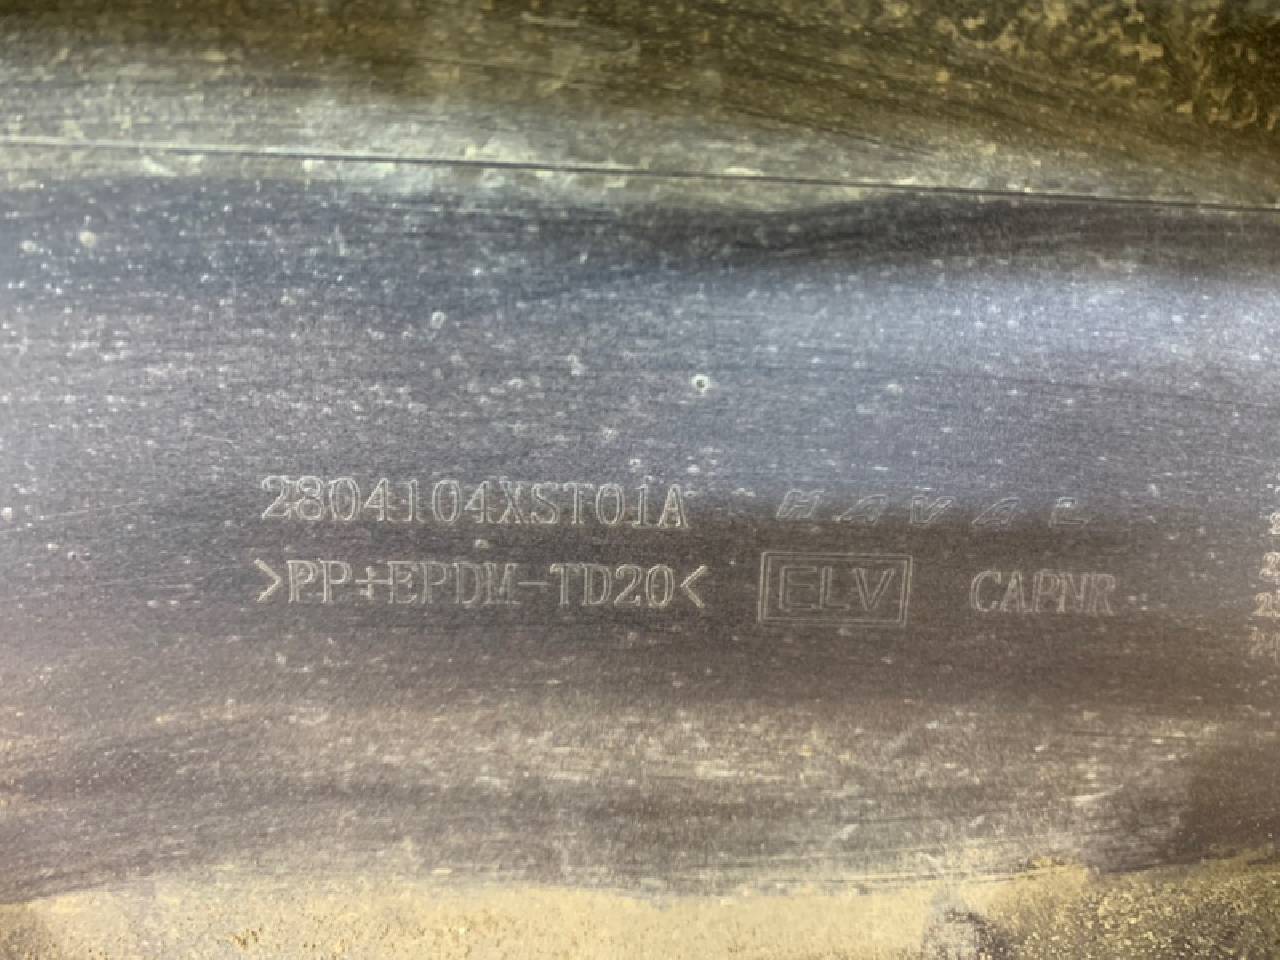 2804104XST01A HAVAL
>PP+EPDM-TD20< ELV CAPNR